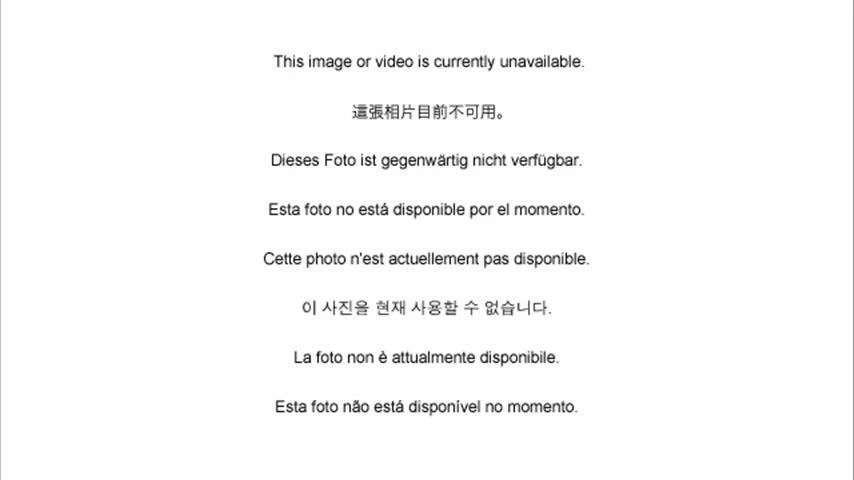 This image or video is currently unavailable.
這張相片目前不可用。
Dieses Foto ist gegenwärtig nicht verfügbar.
Esta foto no está disponible por el momento.
Cette photo n'est actuellement pas disponible.
이 사진을 현재 사용할 수 없습니다.
La foto non è attualmente disponibile.
Esta foto não está disponível no momento.